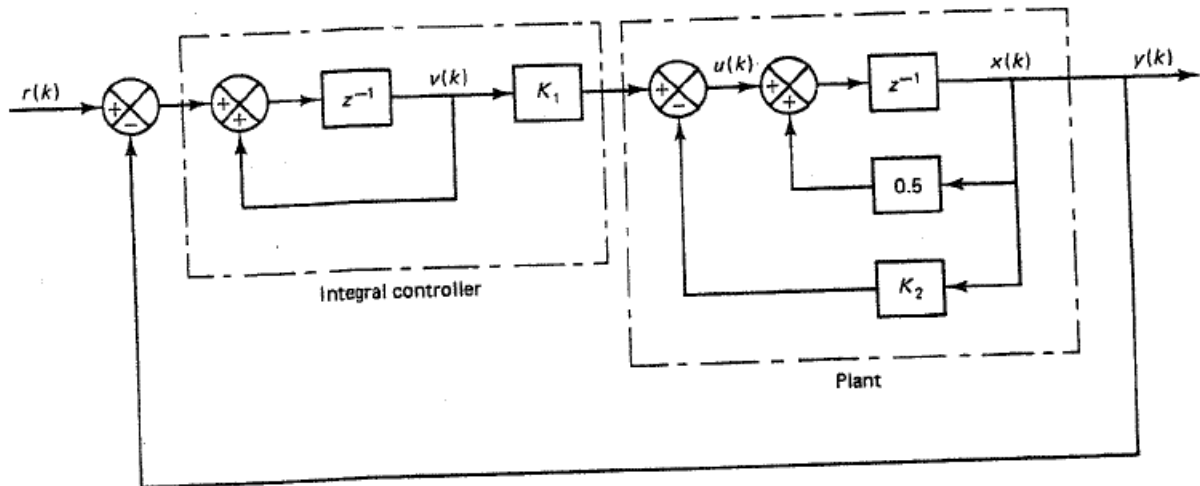 r(k)
+
−
+
+
z⁻¹
v(k)
K₁
+
−
u(k)
+
+
z⁻¹
x(k)
y(k)
0.5
K₂
Integral controller
Plant